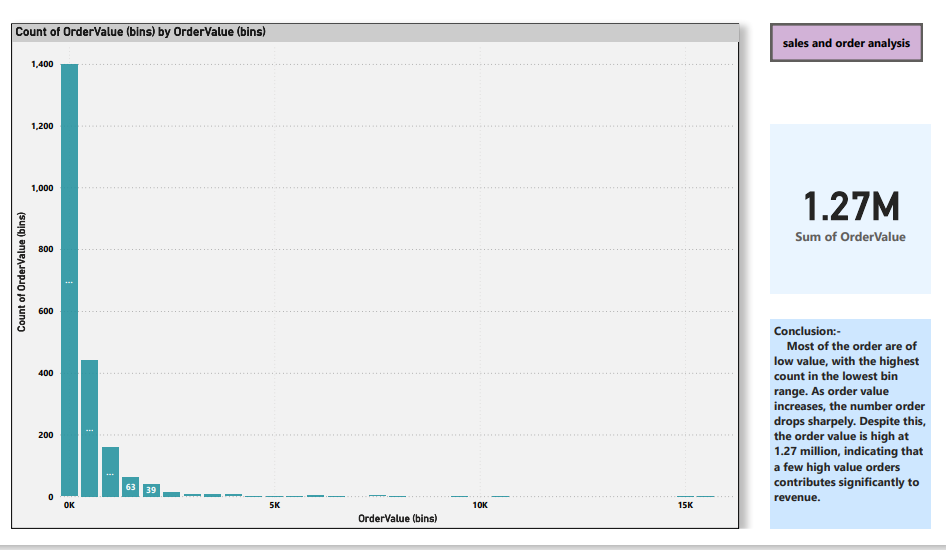 Count of OrderValue (bins) by OrderValue (bins)
sales and order analysis
1,400
1,200
1,000
800
600
400
200
0
Count of OrderValue (bins)
...
...
...
63
39
0K
5K
10K
15K
OrderValue (bins)
1.27M
Sum of OrderValue
Conclusion:-
Most of the order are of
low value, with the highest
count in the lowest bin
range. As order value
increases, the number order
drops sharpely. Despite this,
the order value is high at
1.27 million, indicating that
a few high value orders
contributes significantly to
revenue.